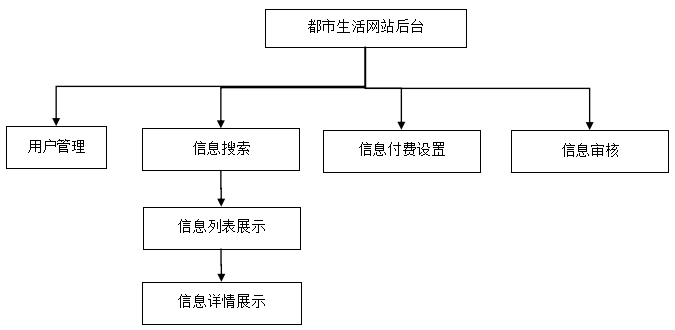 都市生活网站后台
用户管理
信息搜索
信息付费设置
信息审核
信息列表展示
信息详情展示